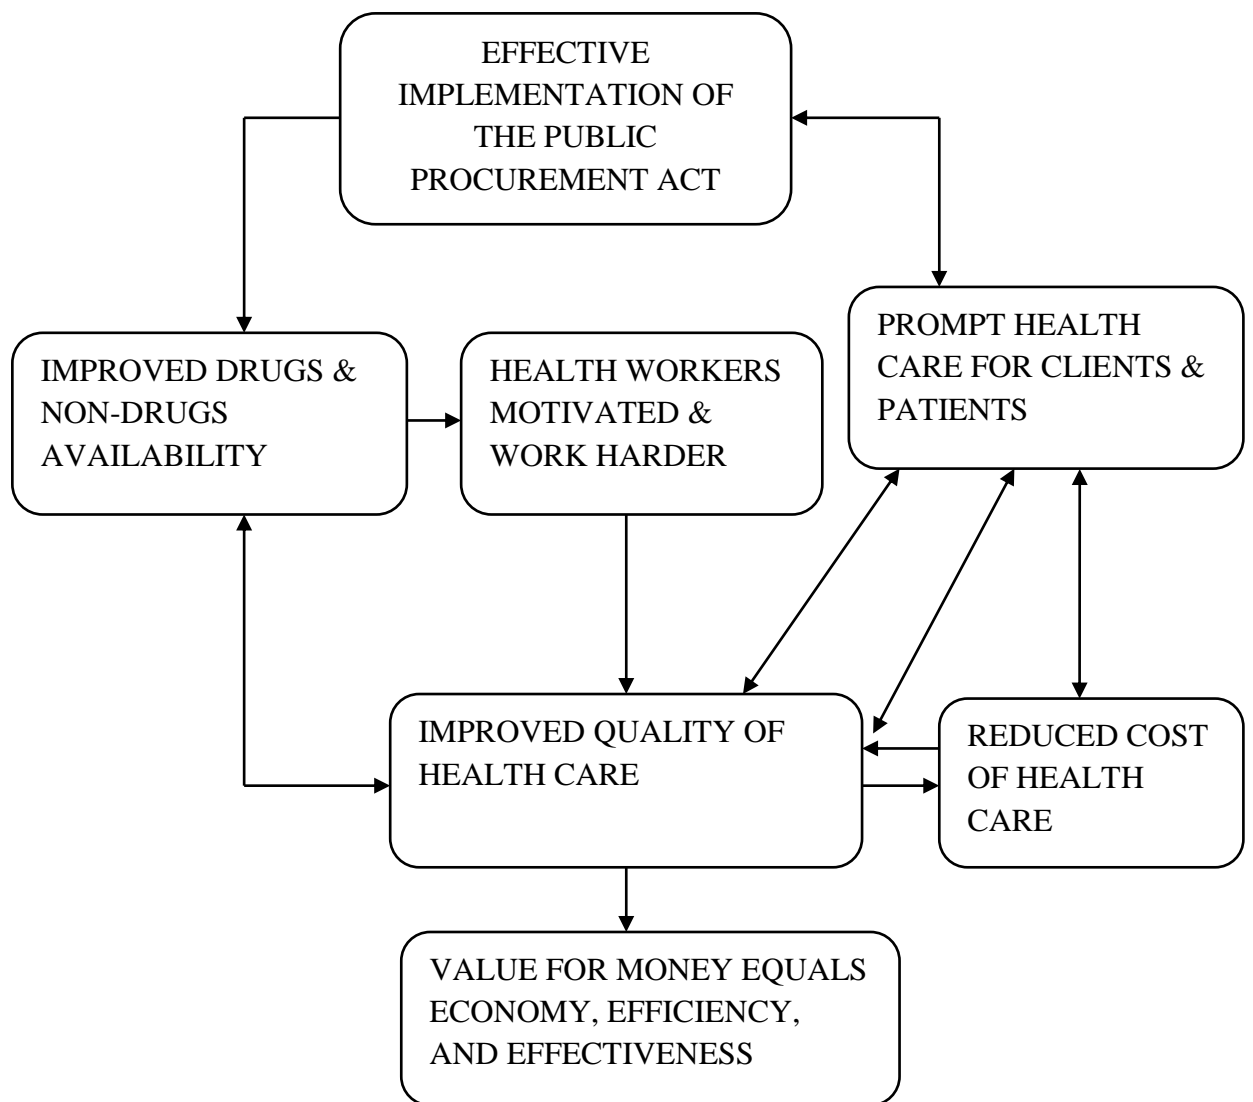 EFFECTIVE
IMPLEMENTATION OF
THE PUBLIC
PROCUREMENT ACT
PROMPT HEALTH
CARE FOR CLIENTS &
PATIENTS
IMPROVED DRUGS &
NON-DRUGS
AVAILABILITY
HEALTH WORKERS
MOTIVATED &
WORK HARDER
IMPROVED QUALITY OF
HEALTH CARE
REDUCED COST
OF HEALTH
CARE
VALUE FOR MONEY EQUALS
ECONOMY, EFFICIENCY,
AND EFFECTIVENESS